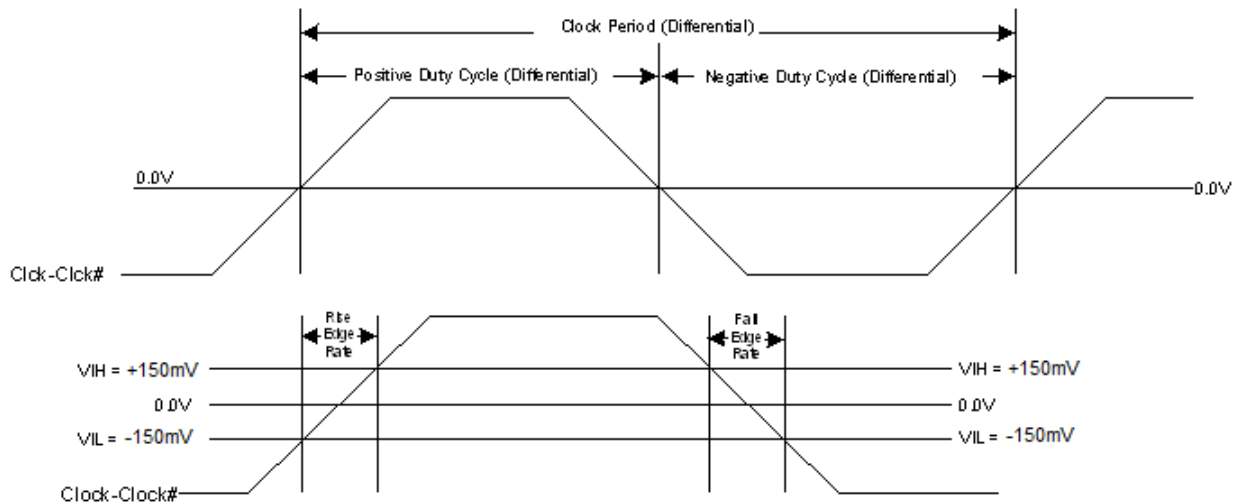 Clock Period (Differential)
Positive Duty Cycle (Differential)
Negative Duty Cycle (Differential)
0.0V
0.0V
Clck-Clck#
Rise
Edge
Rate
Fall
Edge
Rate
VIH = +150mV
VIH = +150mV
0.0V
0.0V
VIL = -150mV
VIL = -150mV
Clock-Clock#